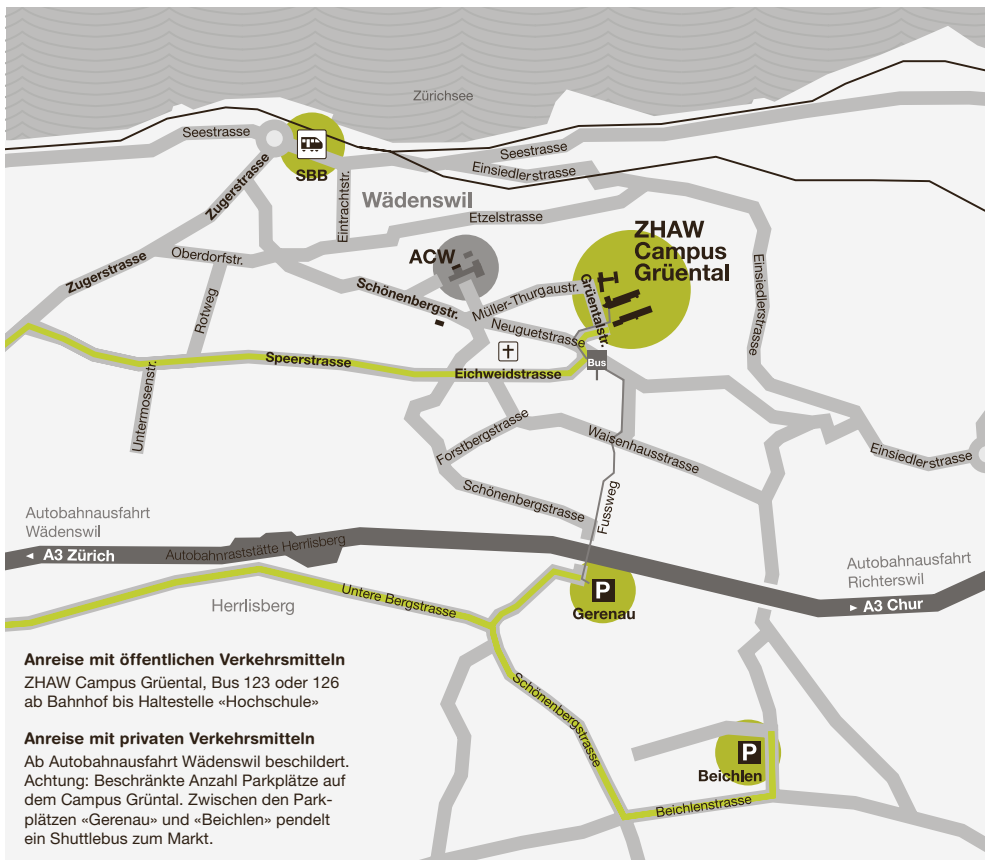 Zürichsee
Seestrasse
SBB
Seestrasse
Einsiedlerstrasse
Zugerstrasse
Eintrachtstr.
Wädenswil
Etzelstrasse
ZHAW
Campus
Grüental
ACW
Oberdorfstr.
Zugerstrasse
Schönenbergstr.
Müller-Thurgaustr.
Grüentalstr.
Einsiedlerstrasse
Rotweg
Neuguetstrasse
Bus
Speerstrasse
Eichweidstrasse
Untermosenstr.
Forstbergstrasse
Waisenhausstrasse
Einsiedlerstrasse
Schönenbergstrasse
Fussweg
Autobahnausfahrt
Wädenswil
◄ A3 Zürich
Autobahnraststätte Herrlisberg
Autobahnausfahrt
Richterswil
► A3 Chur
Untere Bergstrasse
Herrlisberg
P
Gerenau
Schönenbergstrasse
P
Beichlen
Beichlenstrasse
Anreise mit öffentlichen Verkehrsmitteln
ZHAW Campus Grüental, Bus 123 oder 126
ab Bahnhof bis Haltestelle «Hochschule»
Anreise mit privaten Verkehrsmitteln
Ab Autobahnausfahrt Wädenswil beschildert.
Achtung: Beschränkte Anzahl Parkplätze auf
dem Campus Grüntal. Zwischen den Park-
plätzen «Gerenau» und «Beichlen» pendelt
ein Shuttlebus zum Markt.